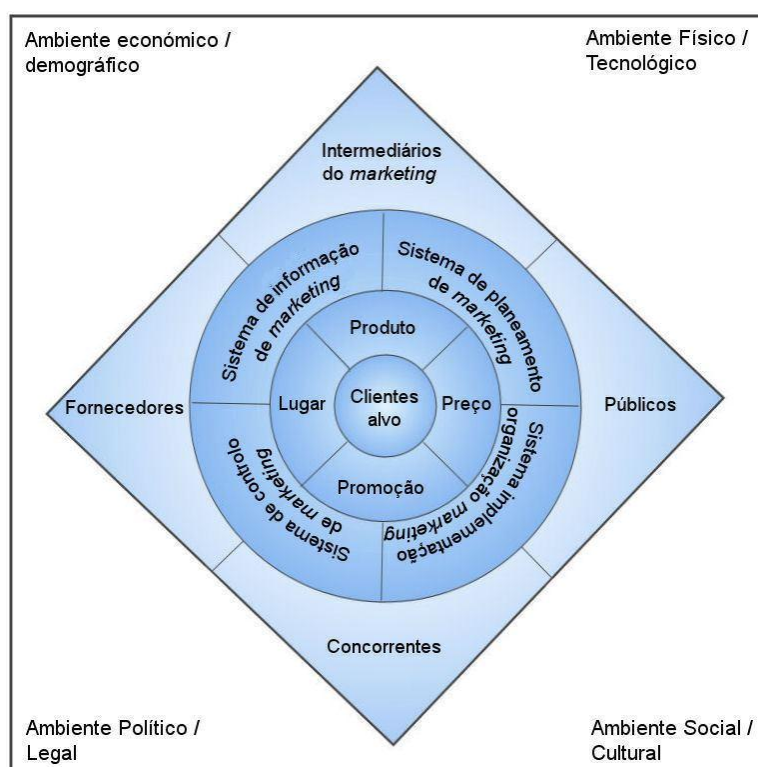 Ambiente económico /
demográfico
Ambiente Físico /
Tecnológico
Intermediários
do marketing
Sistema de informação
de marketing
Sistema de planeamento
de marketing
Produto
Fornecedores
Lugar
Clientes
alvo
Preço
Públicos
Promoção
Sistema de controlo
de marketing
Sistema implementação
organização marketing
Concorrentes
Ambiente Político /
Legal
Ambiente Social /
Cultural